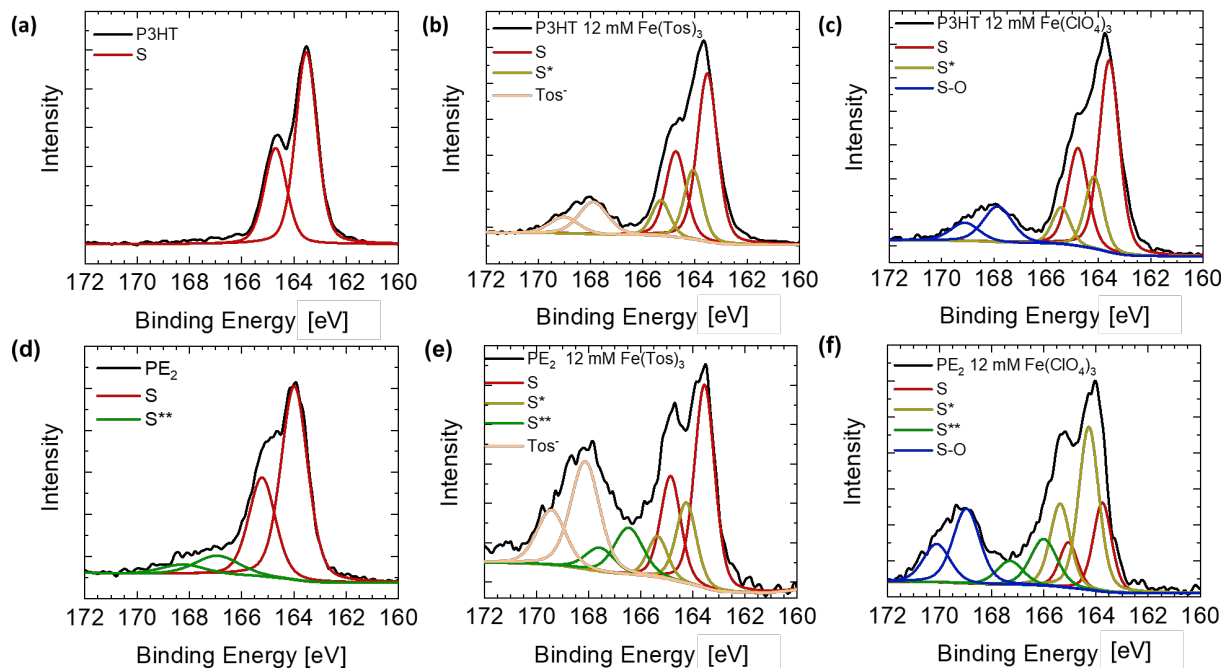 (a)
P3HT
S
Intensity
172 170 168 166 164 162 160
Binding Energy [eV]
(b)
P3HT 12 mM Fe(Tos)₃
S
S*
Tos⁻
Intensity
172 170 168 166 164 162 160
Binding Energy [eV]
(c)
P3HT 12 mM Fe(ClO₄)₃
S
S*
S-O
Intensity
172 170 168 166 164 162 160
Binding Energy [eV]
(d)
PE₂
S
S**
Intensity
172 170 168 166 164 162 160
Binding Energy [eV]
(e)
PE₂ 12 mM Fe(Tos)₃
S
S*
S**
Tos⁻
Intensity
172 170 168 166 164 162 160
Binding Energy [eV]
(f)
PE₂ 12 mM Fe(ClO₄)₃
S
S*
S**
S-O
Intensity
172 170 168 166 164 162 160
Binding Energy [eV]